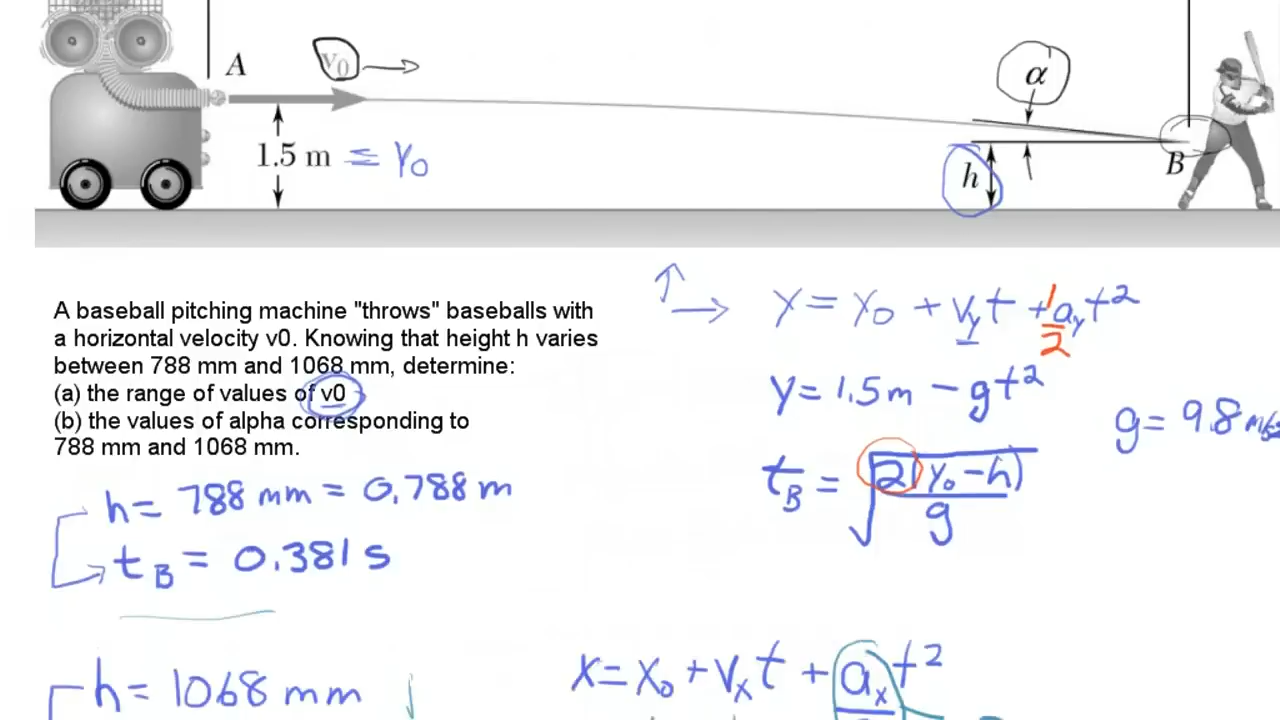 A
v0
α
1.5 m = Y0
h
B
A baseball pitching machine "throws" baseballs with
a horizontal velocity v0. Knowing that height h varies
between 788 mm and 1068 mm, determine:
(a) the range of values of v0
(b) the values of alpha corresponding to
788 mm and 1068 mm.
h = 788 mm = 0.788 m
tB = 0.381 s
h = 1068 mm
y = y0 + vyt + 1/2 ayt²
y = 1.5m - gt²
g = 9.8 m/s
tB = √2(y0 - h)/g
x = x0 + vxt + axt²